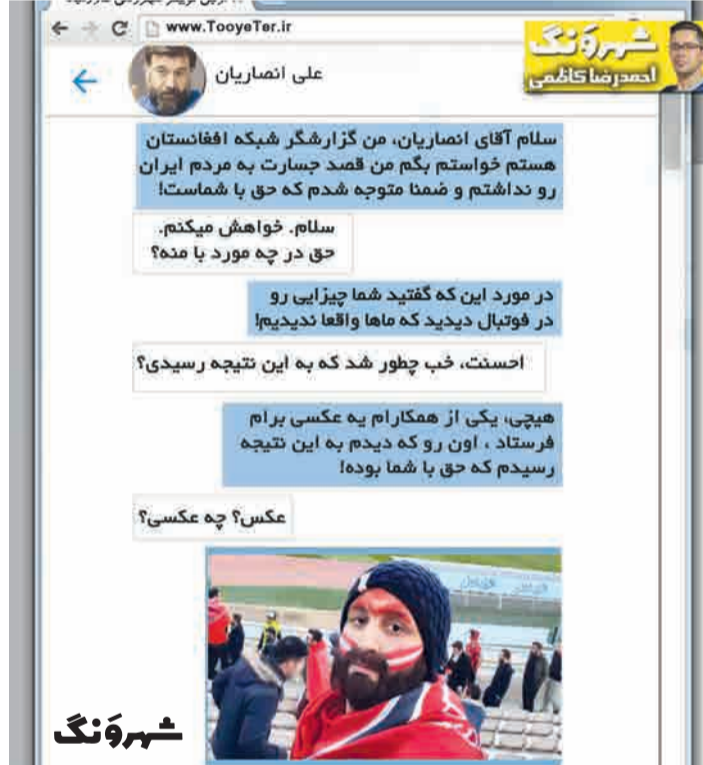 www.TooyeTer.ir
شهرَوَنگ
احمدرضا کاظمی
علی انصاریان
سلام آقای انصاریان، من گزارشگر شبکه افغانستان
هستم خواستم بگم من قصد جسارت به مردم ایران
رو نداشتم و ضمنا متوجه شدم که حق با شماست!
سلام. خواهش میکنم.
حق در چه مورد با منه؟
در مورد این که گفتید شما چیزایی رو
در فوتبال دیدید که ماها واقعا ندیدیم!
احسنت، خب چطور شد که به این نتیجه رسیدی؟
هیچی، یکی از همکارام یه عکسی برام
فرستاد ، اون رو که دیدم به این نتیجه
رسیدم که حق با شما بوده!
عکس؟ چه عکسی؟
شهروَنگ